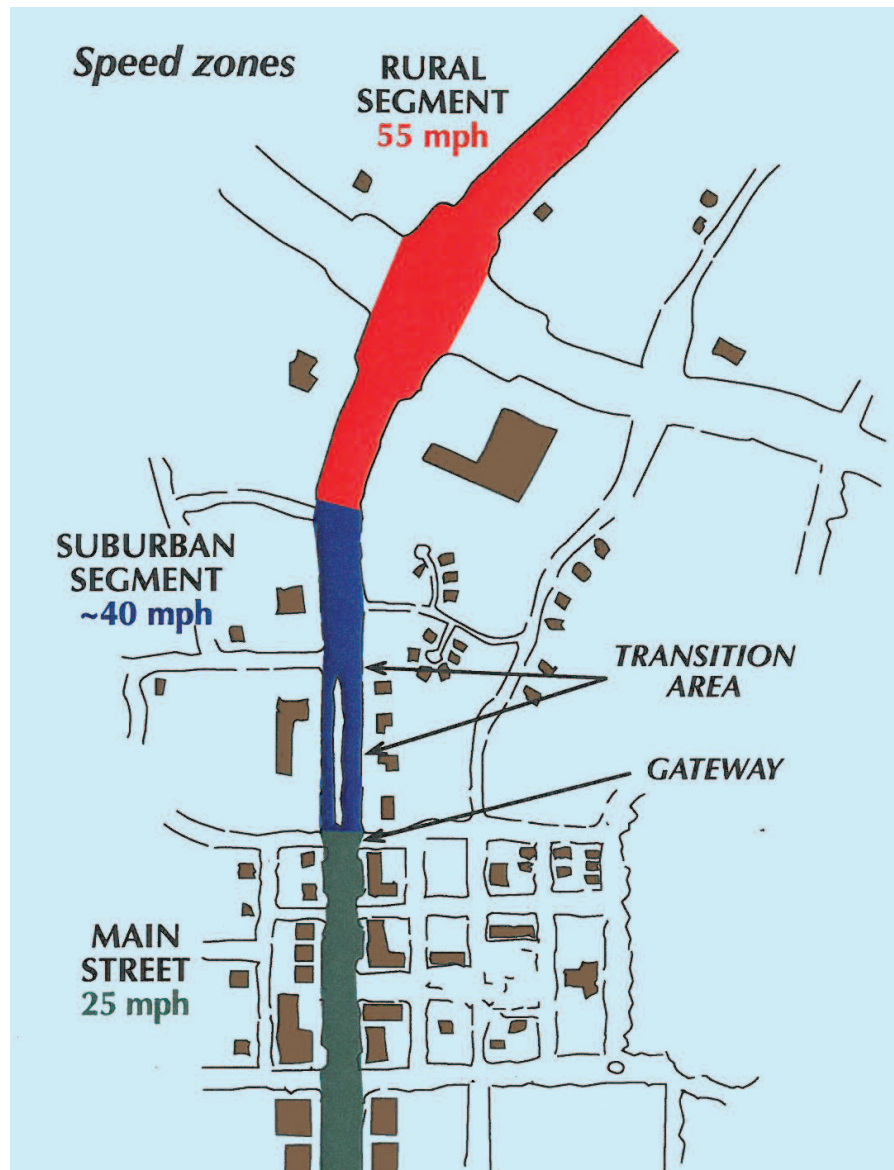 Speed zones
RURAL
SEGMENT
55 mph
SUBURBAN
SEGMENT
~40 mph
TRANSITION
AREA
GATEWAY
MAIN
STREET
25 mph